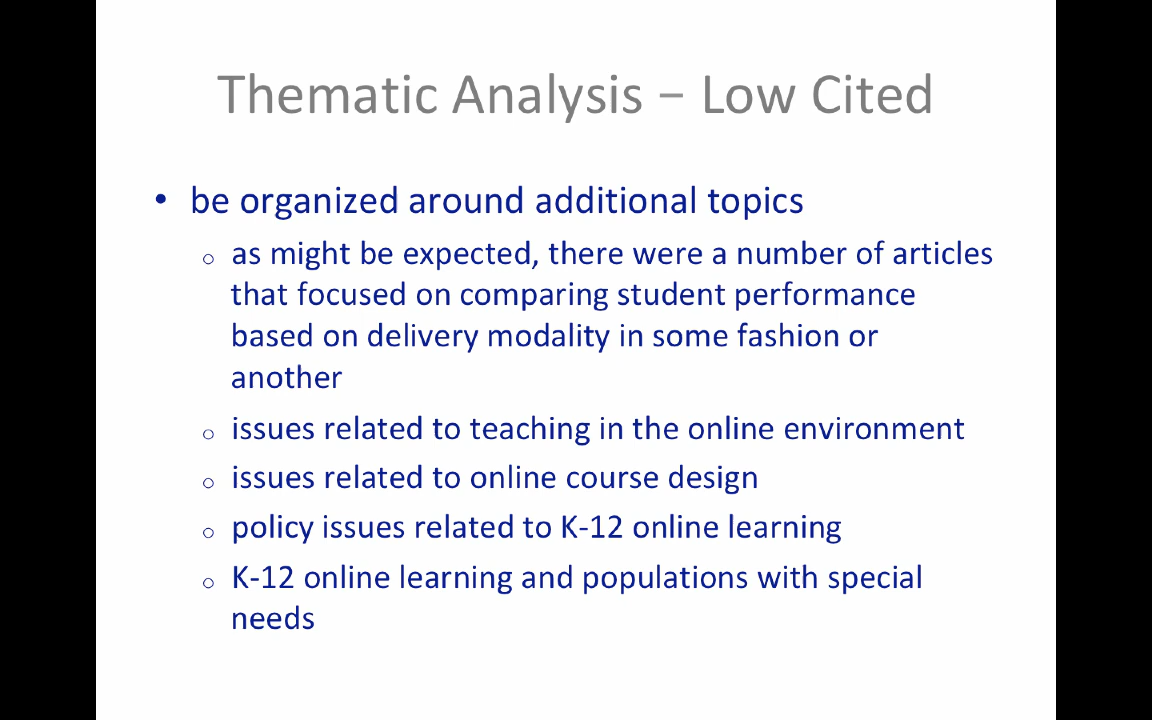 Thematic Analysis – Low Cited
• be organized around additional topics
o as might be expected, there were a number of articles
that focused on comparing student performance
based on delivery modality in some fashion or
another
o issues related to teaching in the online environment
o issues related to online course design
o policy issues related to K-12 online learning
o K-12 online learning and populations with special
needs